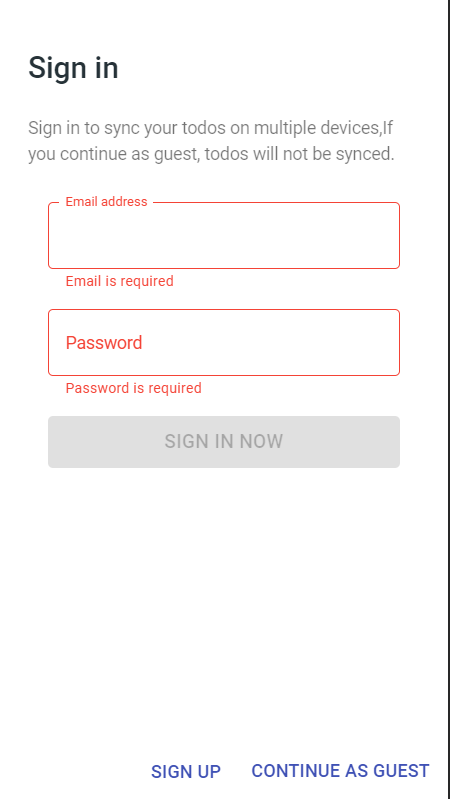 Sign in
Sign in to sync your todos on multiple devices,If
you continue as guest, todos will not be synced.
Email address
Email is required
Password
Password is required
SIGN IN NOW
SIGN UP CONTINUE AS GUEST